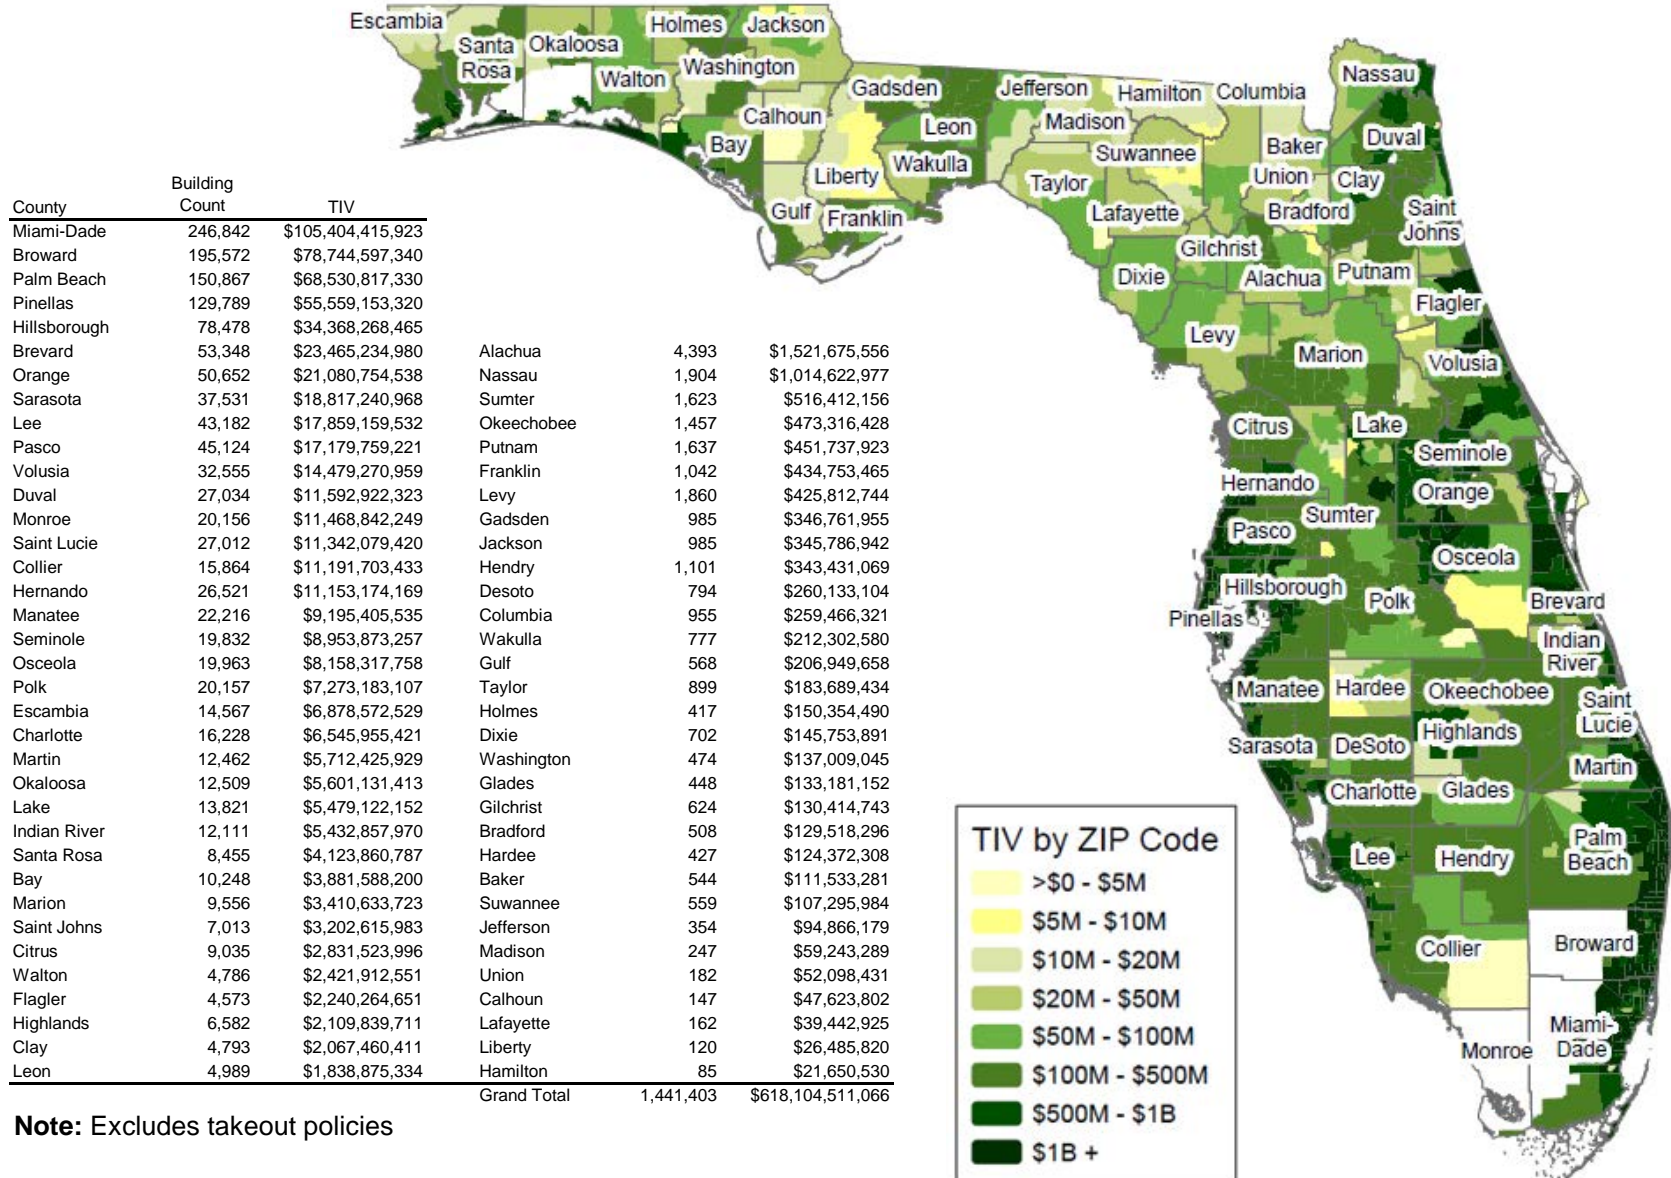 Building
County Count TIV
Miami-Dade 246,842 $105,404,415,923
Broward 195,572 $78,744,597,340
Palm Beach 150,867 $68,530,817,330
Pinellas 129,789 $55,559,153,320
Hillsborough 78,478 $34,368,268,465
Brevard 53,348 $23,465,234,980
Orange 50,652 $21,080,754,538
Sarasota 37,531 $18,817,240,968
Lee 43,182 $17,859,159,532
Pasco 45,124 $17,179,759,221
Volusia 32,555 $14,479,270,959
Duval 27,034 $11,592,922,323
Monroe 20,156 $11,468,842,249
Saint Lucie 27,012 $11,342,079,420
Collier 15,864 $11,191,703,433
Hernando 26,521 $11,153,174,169
Manatee 22,216 $9,195,405,535
Seminole 19,832 $8,953,873,257
Osceola 19,963 $8,158,317,758
Polk 20,157 $7,273,183,107
Escambia 14,567 $6,878,572,529
Charlotte 16,228 $6,545,955,421
Martin 12,462 $5,712,425,929
Okaloosa 12,509 $5,601,131,413
Lake 13,821 $5,479,122,152
Indian River 12,111 $5,432,857,970
Santa Rosa 8,455 $4,123,860,787
Bay 10,248 $3,881,588,200
Marion 9,556 $3,410,633,723
Saint Johns 7,013 $3,202,615,983
Citrus 9,035 $2,831,523,996
Walton 4,786 $2,421,912,551
Flagler 4,573 $2,240,264,651
Highlands 6,582 $2,109,839,711
Clay 4,793 $2,067,460,411
Leon 4,989 $1,838,875,334
Alachua 4,393 $1,521,675,556
Nassau 1,904 $1,014,622,977
Sumter 1,623 $516,412,156
Okeechobee 1,457 $473,316,428
Putnam 1,637 $451,737,923
Franklin 1,042 $434,753,465
Levy 1,860 $425,812,744
Gadsden 985 $346,761,955
Jackson 985 $345,786,942
Hendry 1,101 $343,431,069
Desoto 794 $260,133,104
Columbia 955 $259,466,321
Wakulla 777 $212,302,580
Gulf 568 $206,949,658
Taylor 899 $183,689,434
Holmes 417 $150,354,490
Dixie 702 $145,753,891
Washington 474 $137,009,045
Glades 448 $133,181,152
Gilchrist 624 $130,414,743
Bradford 508 $129,518,296
Hardee 427 $124,372,308
Baker 544 $111,533,281
Suwannee 559 $107,295,984
Jefferson 354 $94,866,179
Madison 247 $59,243,289
Union 182 $52,098,431
Calhoun 147 $47,623,802
Lafayette 162 $39,442,925
Liberty 120 $26,485,820
Hamilton 85 $21,650,530
Grand Total 1,441,403 $618,104,511,066
Note: Excludes takeout policies
Escambia
Santa
Rosa
Okaloosa
Holmes
Jackson
Walton
Washington
Calhoun
Bay
Gadsden
Leon
Liberty
Wakulla
Gulf
Franklin
Jefferson
Madison
Hamilton
Columbia
Nassau
Suwannee
Baker
Duval
Taylor
Union
Clay
Lafayette
Bradford
Saint
Johns
Gilchrist
Dixie
Alachua
Putnam
Flagler
Levy
Marion
Volusia
Citrus
Lake
Seminole
Hernando
Orange
Sumter
Pasco
Osceola
Hillsborough
Polk
Brevard
Pinellas
Indian
River
Manatee
Hardee
Okeechobee
Saint
Lucie
Highlands
Sarasota
DeSoto
Martin
Charlotte
Glades
Palm
Beach
Lee
Hendry
Collier
Broward
Miami-
Dade
Monroe
TIV by ZIP Code
>$0 - $5M
$5M - $10M
$10M - $20M
$20M - $50M
$50M - $100M
$100M - $500M
$500M - $1B
$1B +